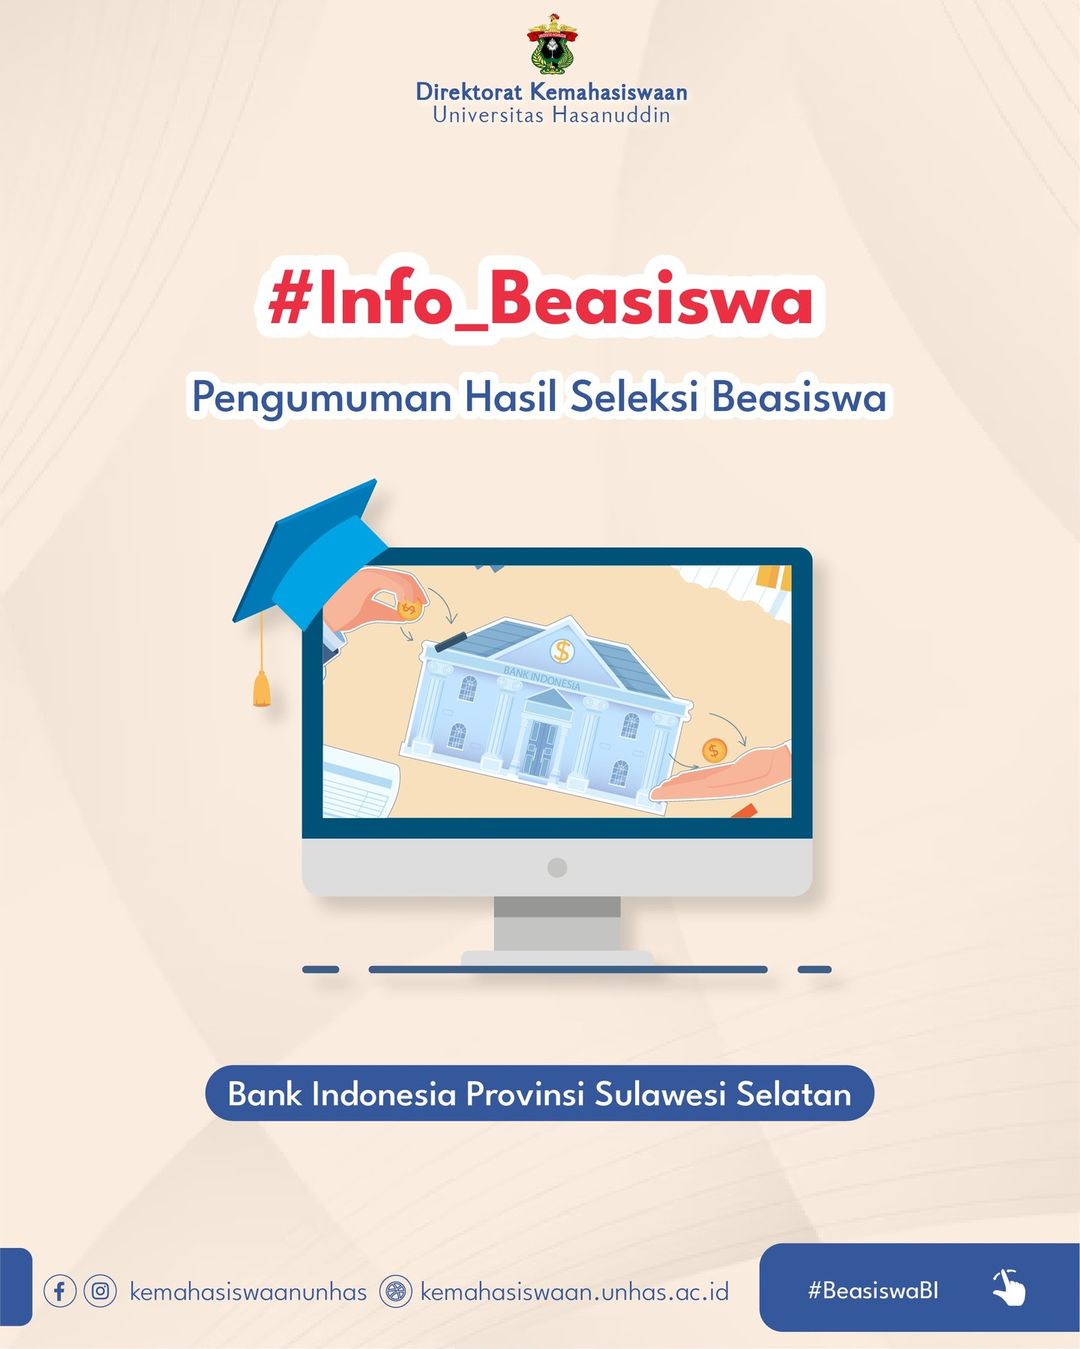 Direktorat Kemahasiswaan
Universitas Hasanuddin
#Info_Beasiswa
Pengumuman Hasil Seleksi Beasiswa
$
$
BANK INDONESIA
$
Bank Indonesia Provinsi Sulawesi Selatan
kemahasiswaanunhas kemahasiswaan.unhas.ac.id #BeasiswaBI